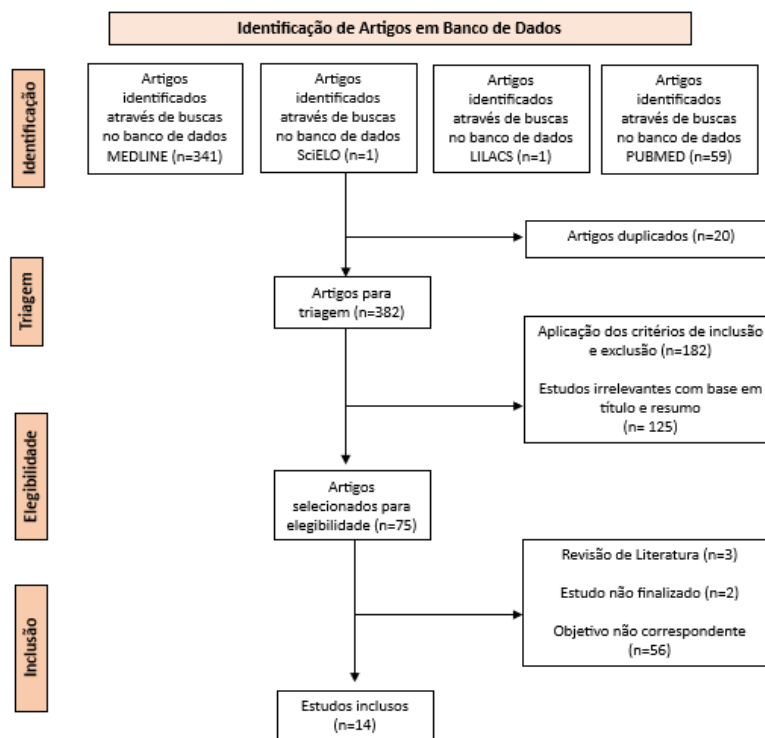 Identificação de Artigos em Banco de Dados
Identificação
Artigos
identificados
através de buscas
no banco de dados
MEDLINE (n=341)
Artigos
identificados
através de buscas
no banco de dados
SciELO (n=1)
Artigos
identificados
através de buscas
no banco de dados
LILACS (n=1)
Artigos
identificados
através de buscas
no banco de dados
PUBMED (n=59)
Artigos duplicados (n=20)
Triagem
Artigos para
triagem (n=382)
Aplicação dos critérios de inclusão
e exclusão (n=182)
Estudos irrelevantes com base em
título e resumo
(n= 125)
Elegibilidade
Artigos
selecionados para
elegibilidade (n=75)
Revisão de Literatura (n=3)
Estudo não finalizado (n=2)
Objetivo não correspondente
(n=56)
Inclusão
Estudos inclusos
(n=14)